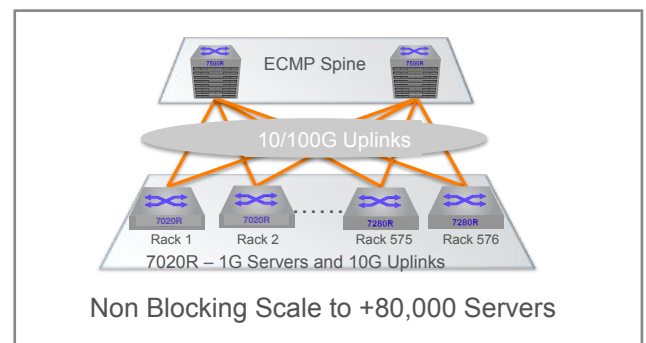 ECMP Spine
7500R
7500R
10/100G Uplinks
7020R
7020R
......
7280R
7280R
Rack 1
Rack 2
Rack 575
Rack 576
7020R – 1G Servers and 10G Uplinks
Non Blocking Scale to +80,000 Servers